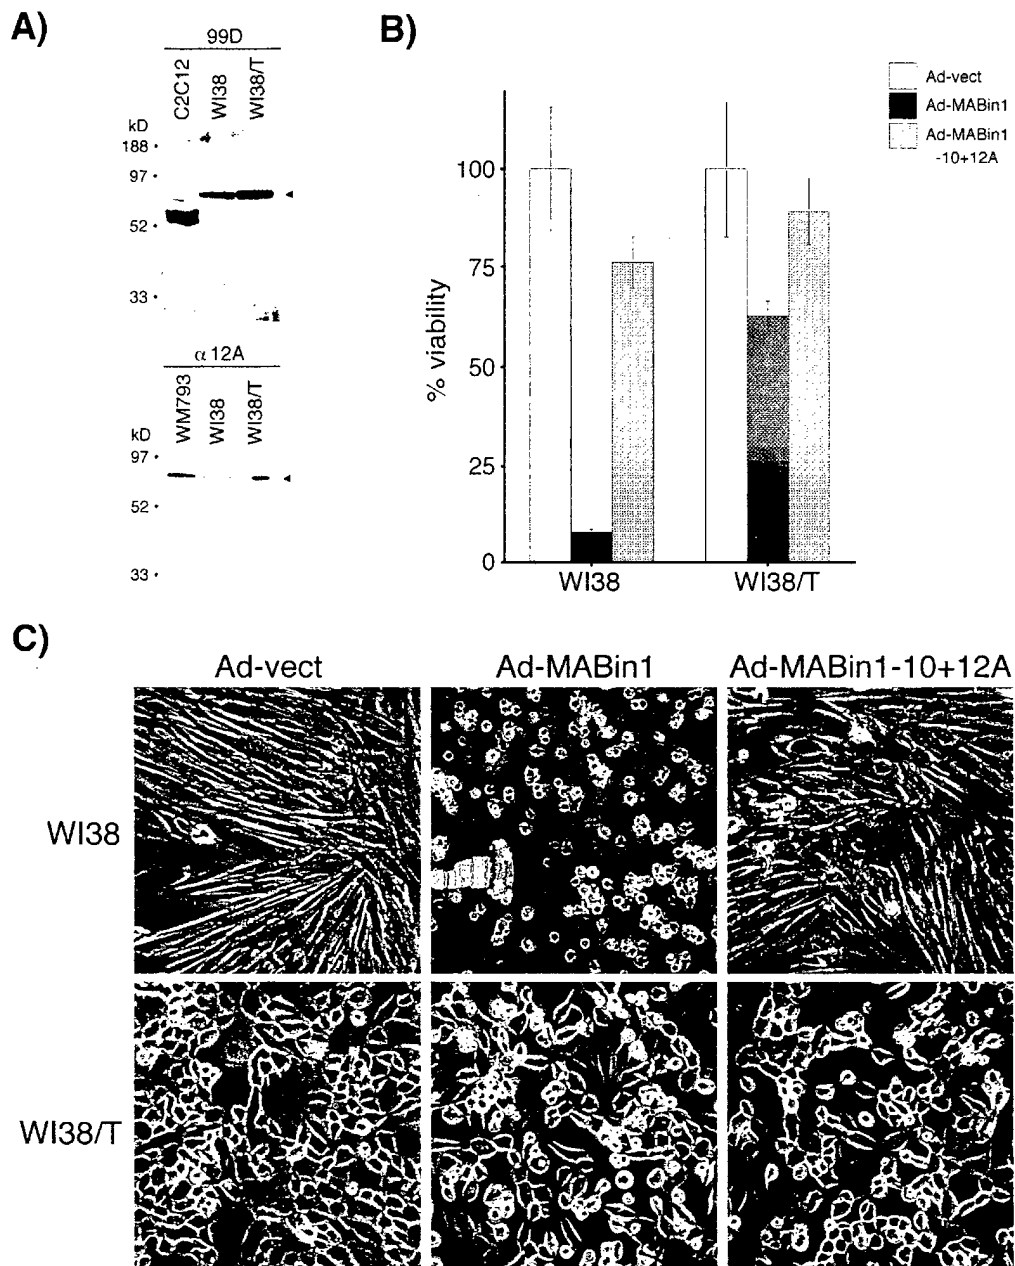 A)
99D
C2C12 WI38 WI38/T
kD
188
97
52
33
α12A
WM793 WI38 WI38/T
kD
97
52
33
B)
Ad-vect
Ad-MABin1
Ad-MABin1
-10+12A
% viability
100
75
50
25
0
WI38 WI38/T
C)
Ad-vect Ad-MABin1 Ad-MABin1-10+12A
WI38
WI38/T